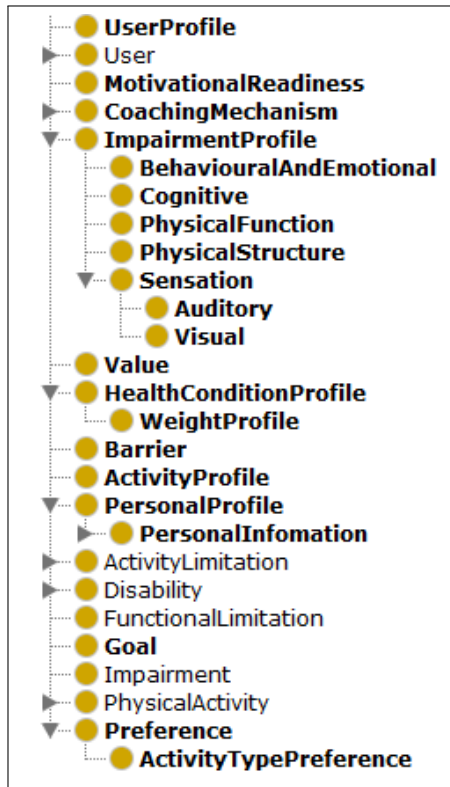 UserProfile
User
MotivationalReadiness
CoachingMechanism
ImpairmentProfile
BehaviouralAndEmotional
Cognitive
PhysicalFunction
PhysicalStructure
Sensation
Auditory
Visual
Value
HealthConditionProfile
WeightProfile
Barrier
ActivityProfile
PersonalProfile
PersonalInfomation
ActivityLimitation
Disability
FunctionalLimitation
Goal
Impairment
PhysicalActivity
Preference
ActivityTypePreference